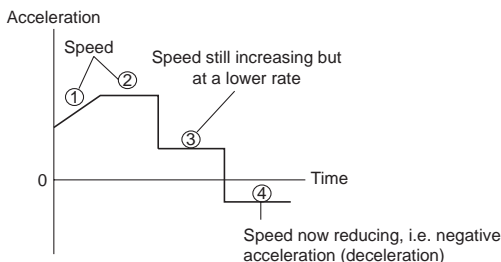 Acceleration
Speed
Speed still increasing but
at a lower rate
①
②
③
0
Time
④
Speed now reducing, i.e. negative
acceleration (deceleration)